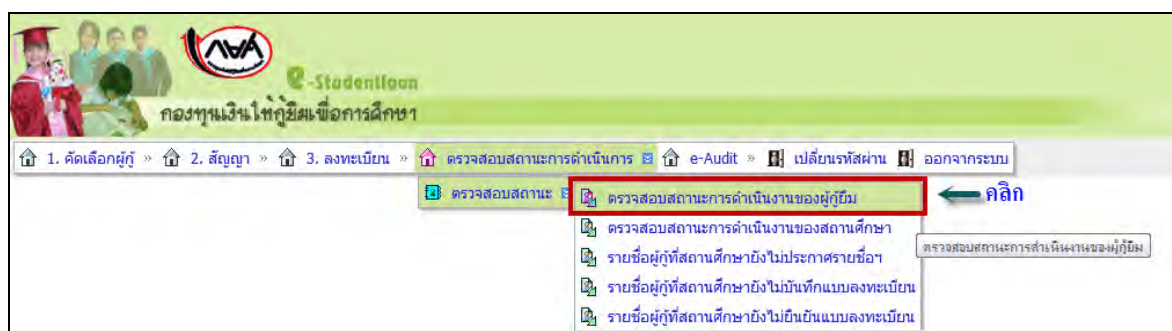 กยศ
e-Studentloan
กองทุนเงินให้กู้ยืมเพื่อการศึกษา
1. คัดเลือกผู้กู้ » 2. สัญญา » 3. ลงทะเบียน » ตรวจสอบสถานะการดำเนินการ e-Audit » เปลี่ยนรหัสผ่าน ออกจากระบบ
ตรวจสอบสถานะ ตรวจสอบสถานะการดำเนินงานของผู้กู้ยืม คลิก
ตรวจสอบสถานะการดำเนินงานของสถานศึกษา
ตรวจสอบสถานะการดำเนินงานของผู้กู้ยืม
รายชื่อผู้กู้ที่สถานศึกษายังไม่ประกาศรายชื่อฯ
รายชื่อผู้กู้ที่สถานศึกษายังไม่บันทึกแบบลงทะเบียน
รายชื่อผู้กู้ที่สถานศึกษายังไม่ยืนยันแบบลงทะเบียน